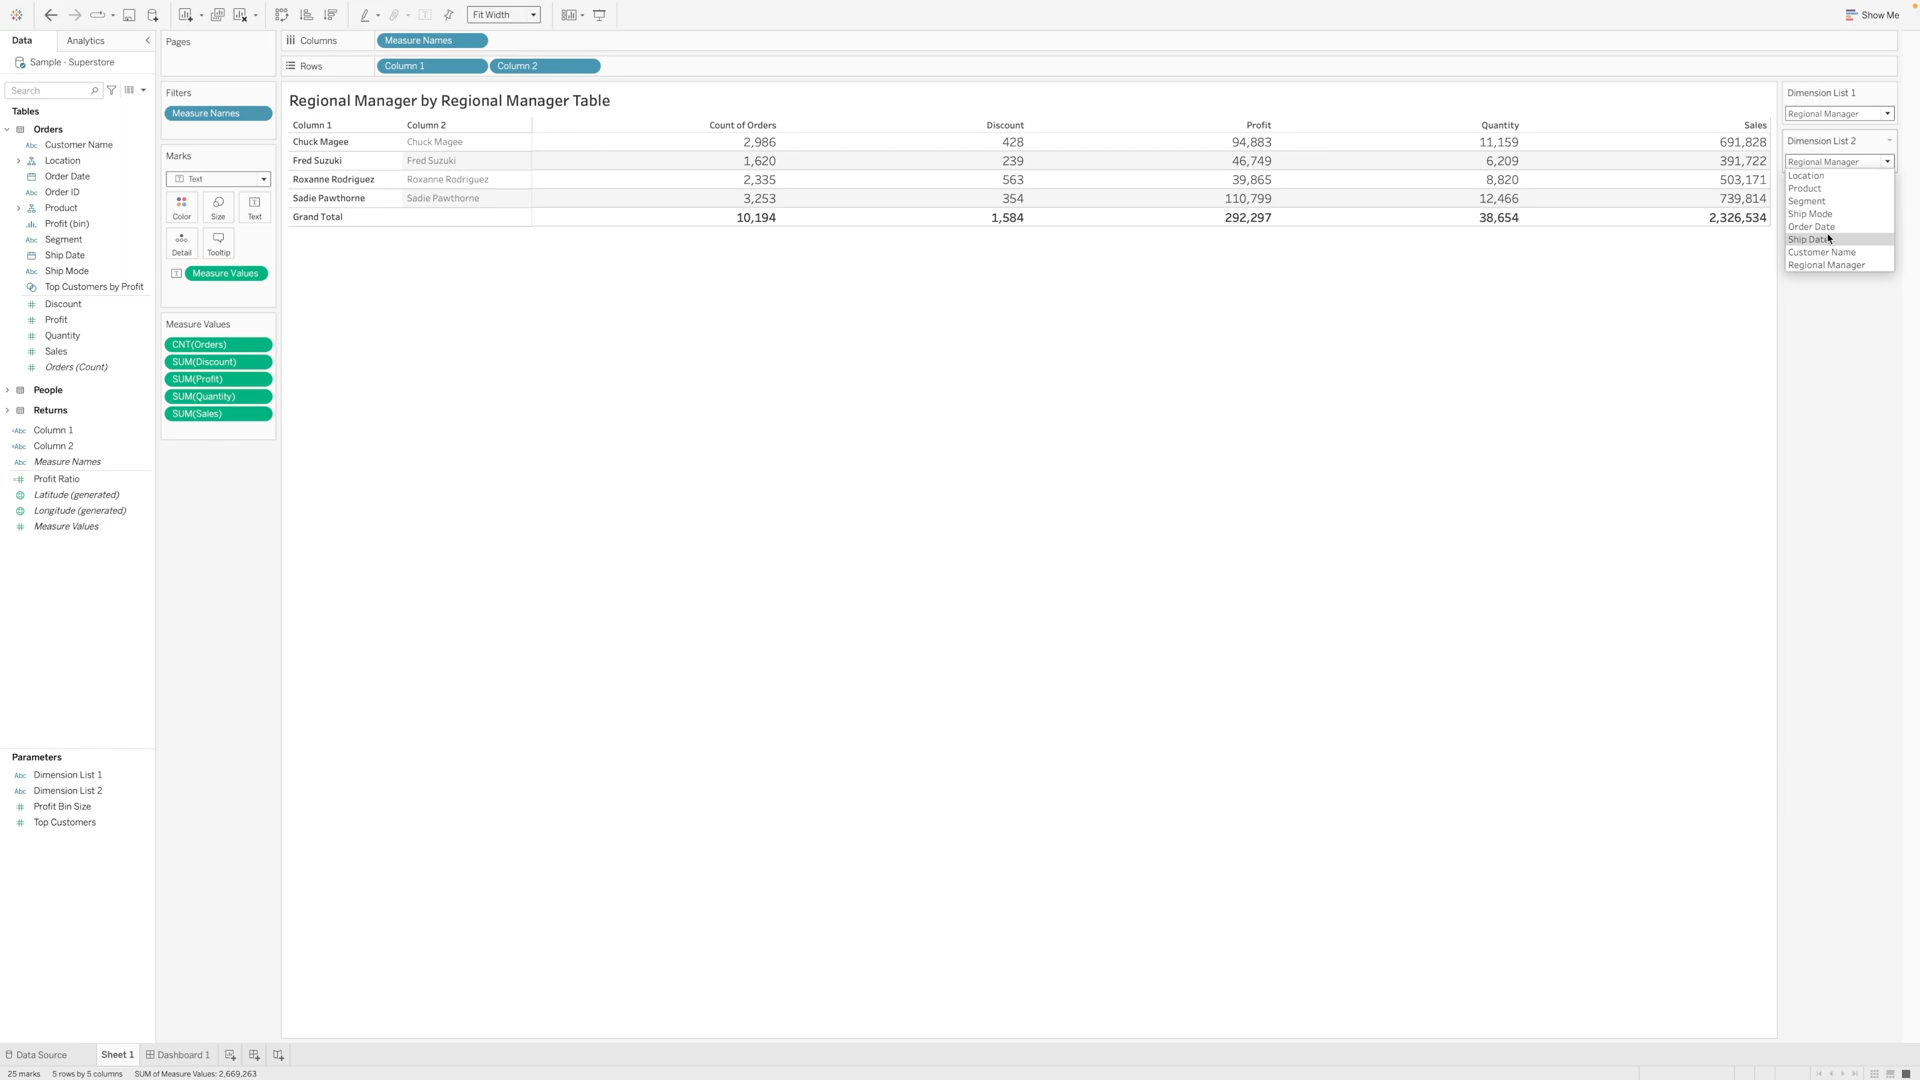 Fit Width
Show Me
Data
Analytics
Sample - Superstore
Search
Tables
Orders
Abc Customer Name
Location
Order Date
Abc Order ID
Product
Profit (bin)
Abc Segment
Ship Date
Abc Ship Mode
Top Customers by Profit
# Discount
# Profit
# Quantity
# Sales
# Orders (Count)
People
Returns
=Abc Column 1
=Abc Column 2
Abc Measure Names
=# Profit Ratio
Latitude (generated)
Longitude (generated)
# Measure Values
Parameters
Abc Dimension List 1
Abc Dimension List 2
# Profit Bin Size
# Top Customers
Pages
Filters
Measure Names
Marks
T Text
Color Size Text
Detail Tooltip
T Measure Values
Measure Values
CNT(Orders)
SUM(Discount)
SUM(Profit)
SUM(Quantity)
SUM(Sales)
Columns Measure Names
Rows Column 1 Column 2
Regional Manager by Regional Manager Table
Column 1 Column 2 Count of Orders Discount Profit Quantity Sales
Chuck Magee Chuck Magee 2,986 428 94,883 11,159 691,828
Fred Suzuki Fred Suzuki 1,620 239 46,749 6,209 391,722
Roxanne Rodriguez Roxanne Rodriguez 2,335 563 39,865 8,820 503,171
Sadie Pawthorne Sadie Pawthorne 3,253 354 110,799 12,466 739,814
Grand Total 10,194 1,584 292,297 38,654 2,326,534
Dimension List 1
Regional Manager
Dimension List 2
Regional Manager
Location
Product
Segment
Ship Mode
Order Date
Ship Date
Customer Name
Regional Manager
Data Source Sheet 1 Dashboard 1
25 marks 5 rows by 5 columns SUM of Measure Values: 2,669,263